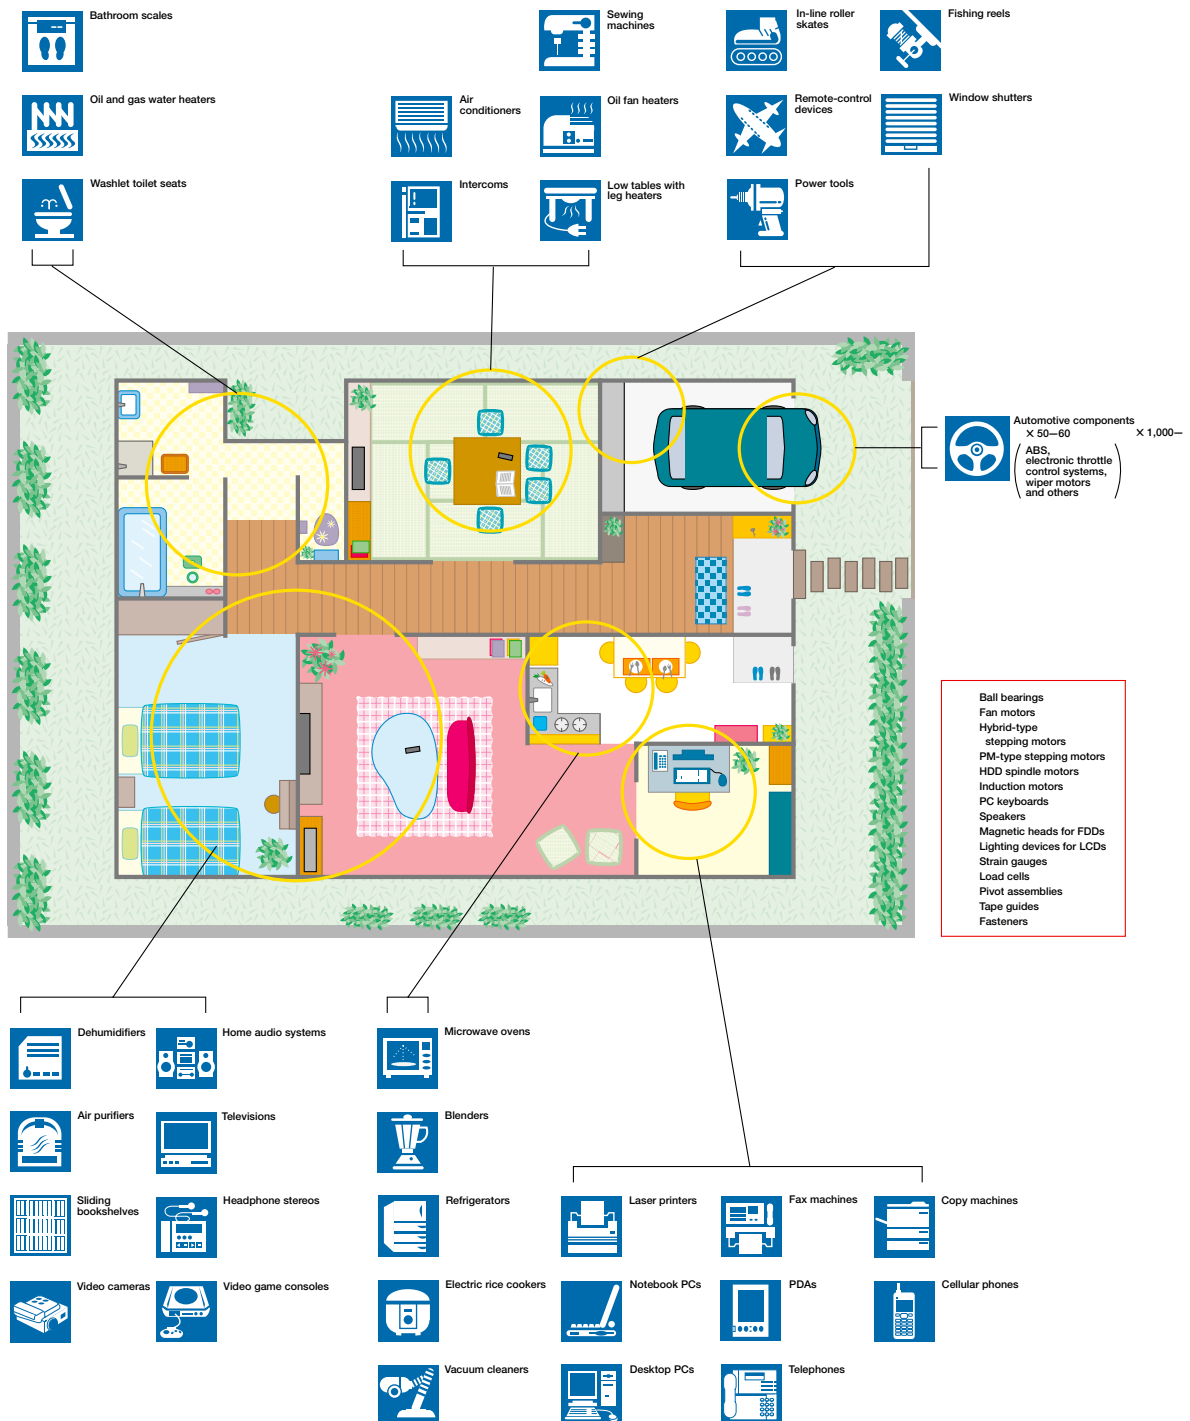 Bathroom scales
Oil and gas water heaters
Washlet toilet seats
Air
conditioners
Intercoms
Sewing
machines
Oil fan heaters
Low tables with
leg heaters
In-line roller
skates
Remote-control
devices
Power tools
Fishing reels
Window shutters
Automotive components
× 50–60 × 1,000–
ABS,
electronic throttle
control systems,
wiper motors
and others
Ball bearings
Fan motors
Hybrid-type
stepping motors
PM-type stepping motors
HDD spindle motors
Induction motors
PC keyboards
Speakers
Magnetic heads for FDDs
Lighting devices for LCDs
Strain gauges
Load cells
Pivot assemblies
Tape guides
Fasteners
Dehumidifiers
Air purifiers
Sliding
bookshelves
Video cameras
Home audio systems
Televisions
Headphone stereos
Video game consoles
Microwave ovens
Blenders
Refrigerators
Electric rice cookers
Vacuum cleaners
Laser printers
Notebook PCs
Desktop PCs
Fax machines
PDAs
Telephones
Copy machines
Cellular phones